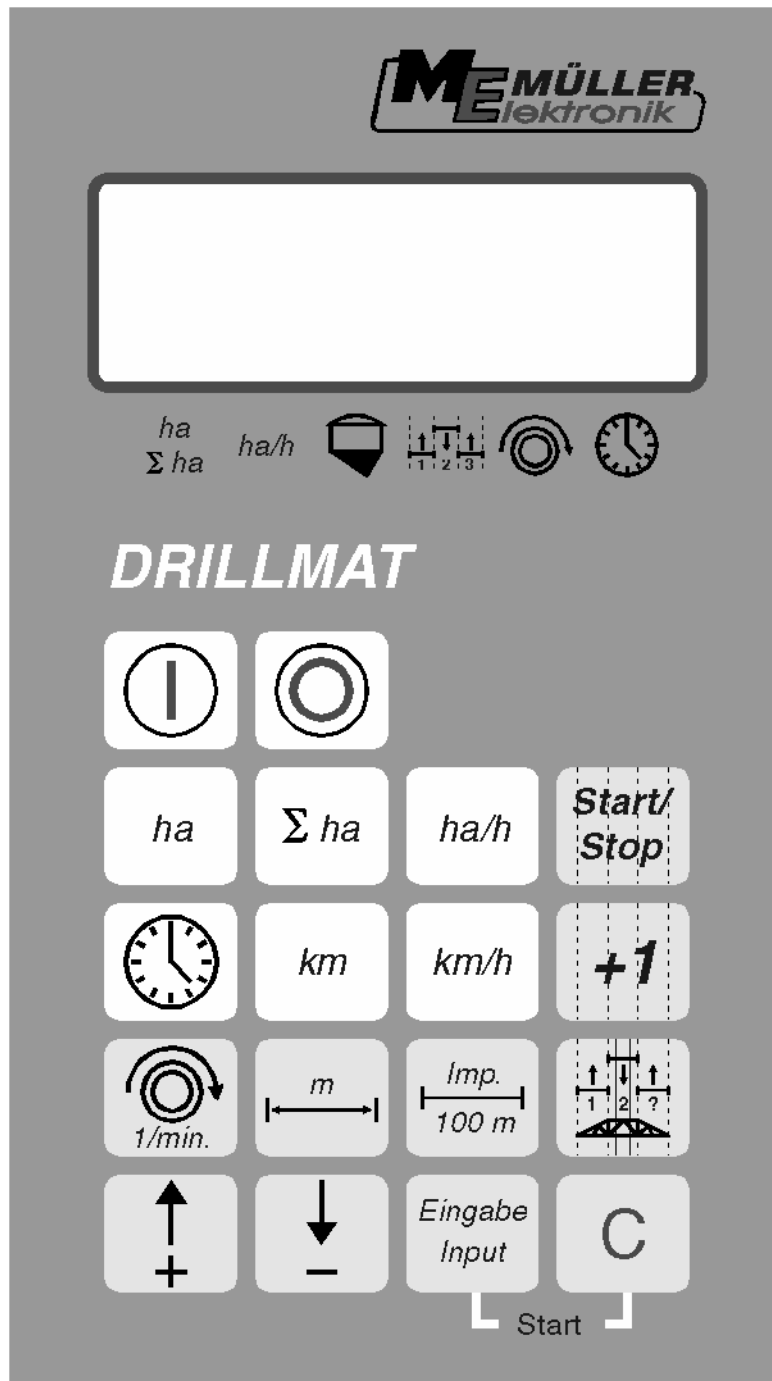 ME MÜLLER
Elektronik
ha
Σ ha
ha/h
1 2 3
DRILLMAT
ha
Σ ha
ha/h
Start/
Stop
km
km/h
+1
1/min.
m
Imp.
100 m
1 2 ?
+
−
Eingabe
Input
C
Start